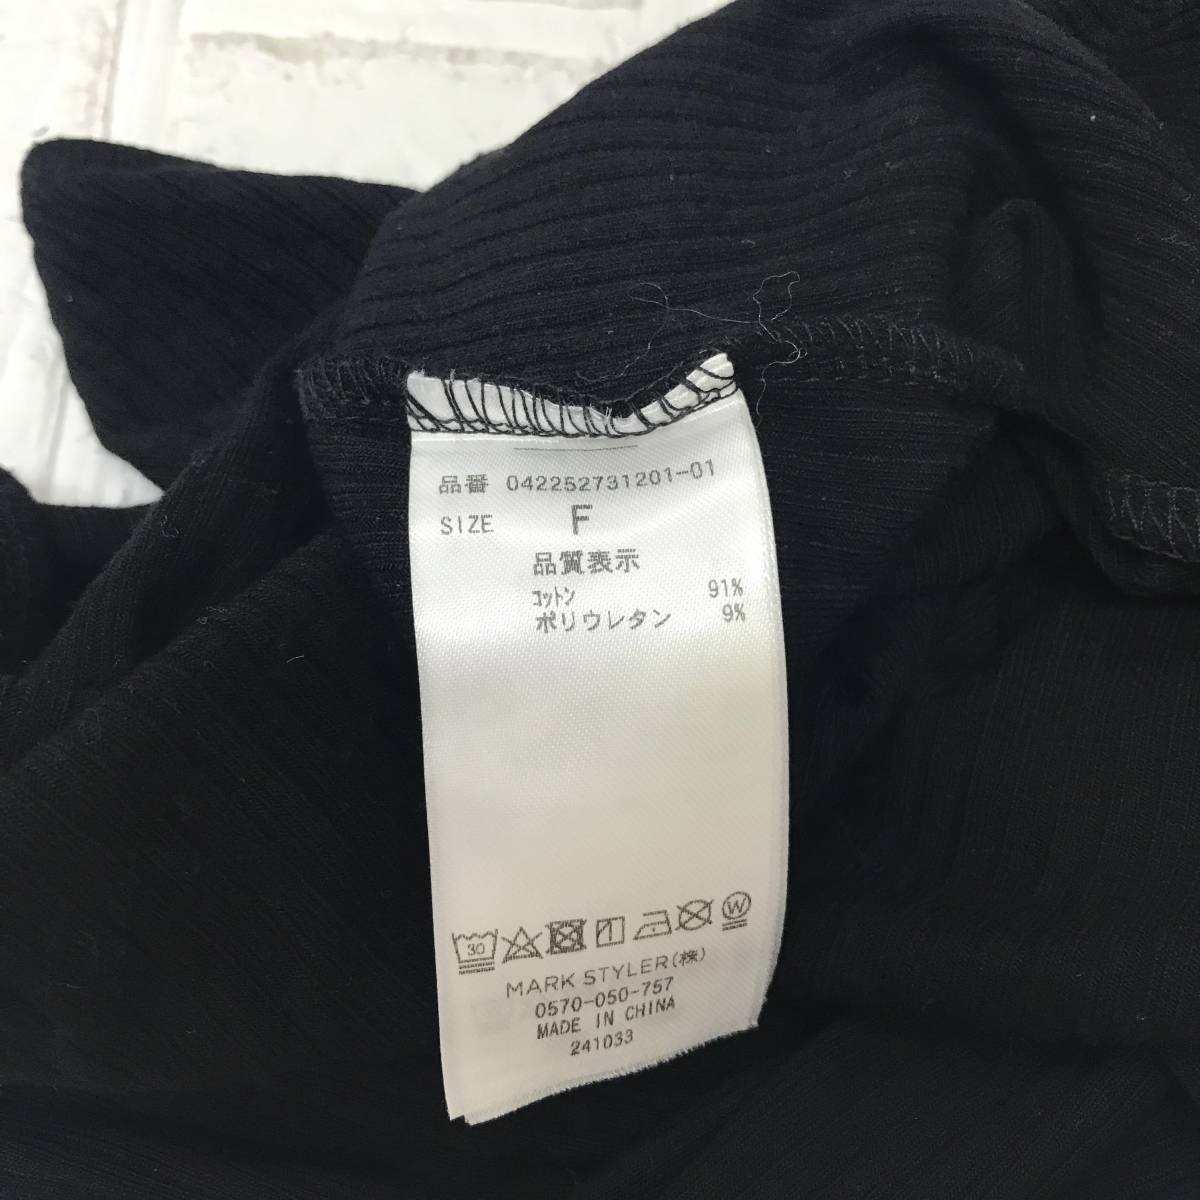 品番 042252731201-01
SIZE F
品質表示
ｺｯﾄﾝ 91%
ポリウレタン 9%
30 W
MARK STYLER(株)
0570-050-757
MADE IN CHINA
241033